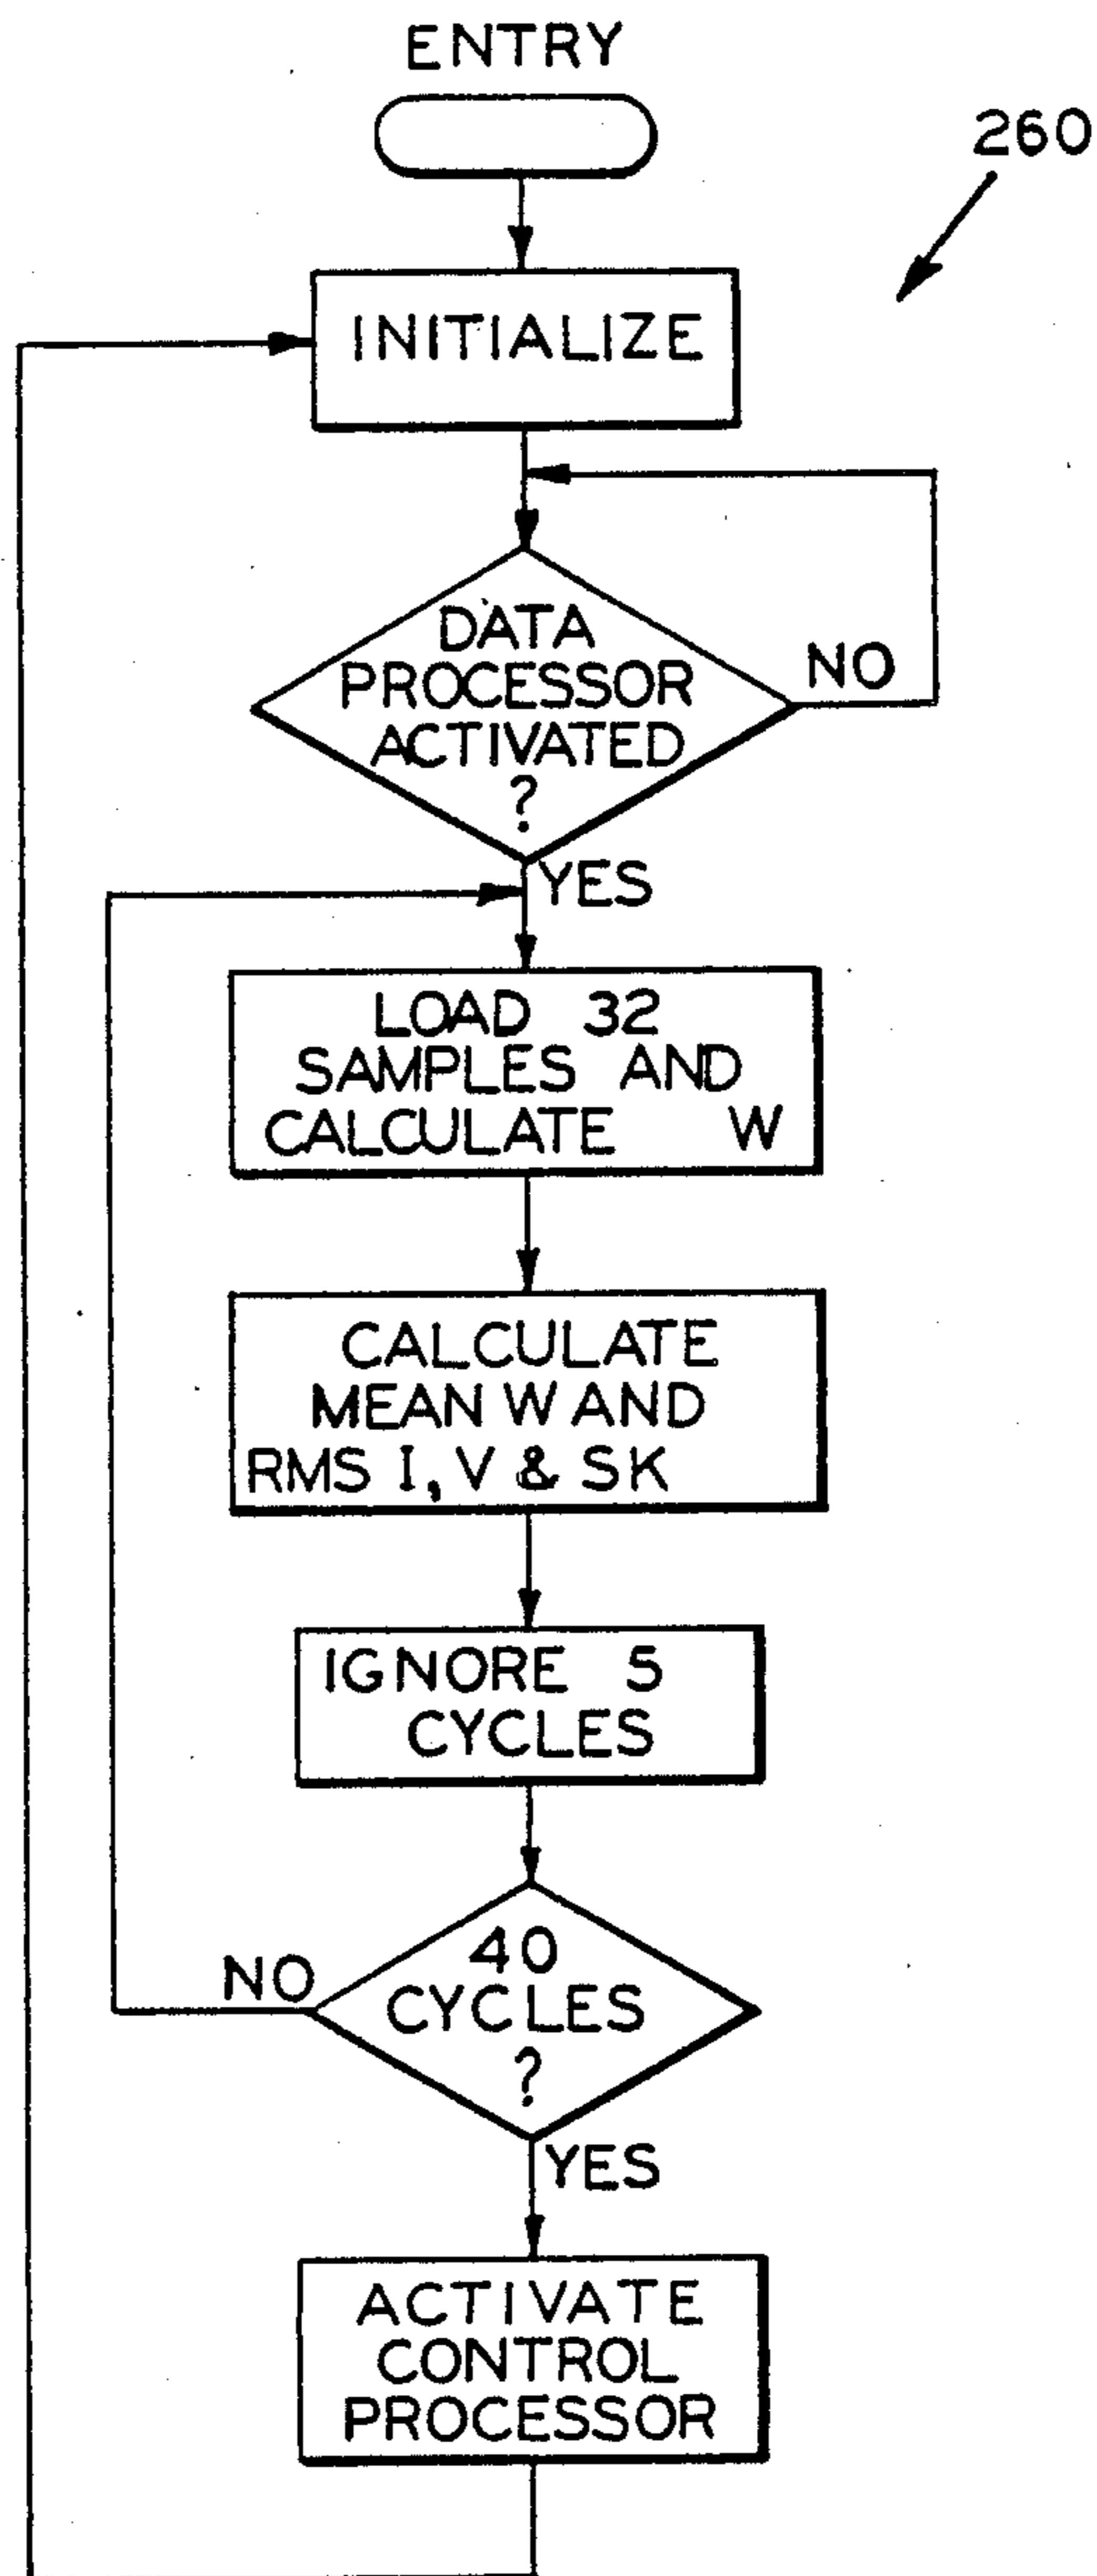 ENTRY
260
INITIALIZE
DATA
PROCESSOR
ACTIVATED
?
NO
YES
LOAD 32
SAMPLES AND
CALCULATE W
CALCULATE
MEAN W AND
RMS I, V & SK
IGNORE 5
CYCLES
40
CYCLES
?
NO
YES
ACTIVATE
CONTROL
PROCESSOR